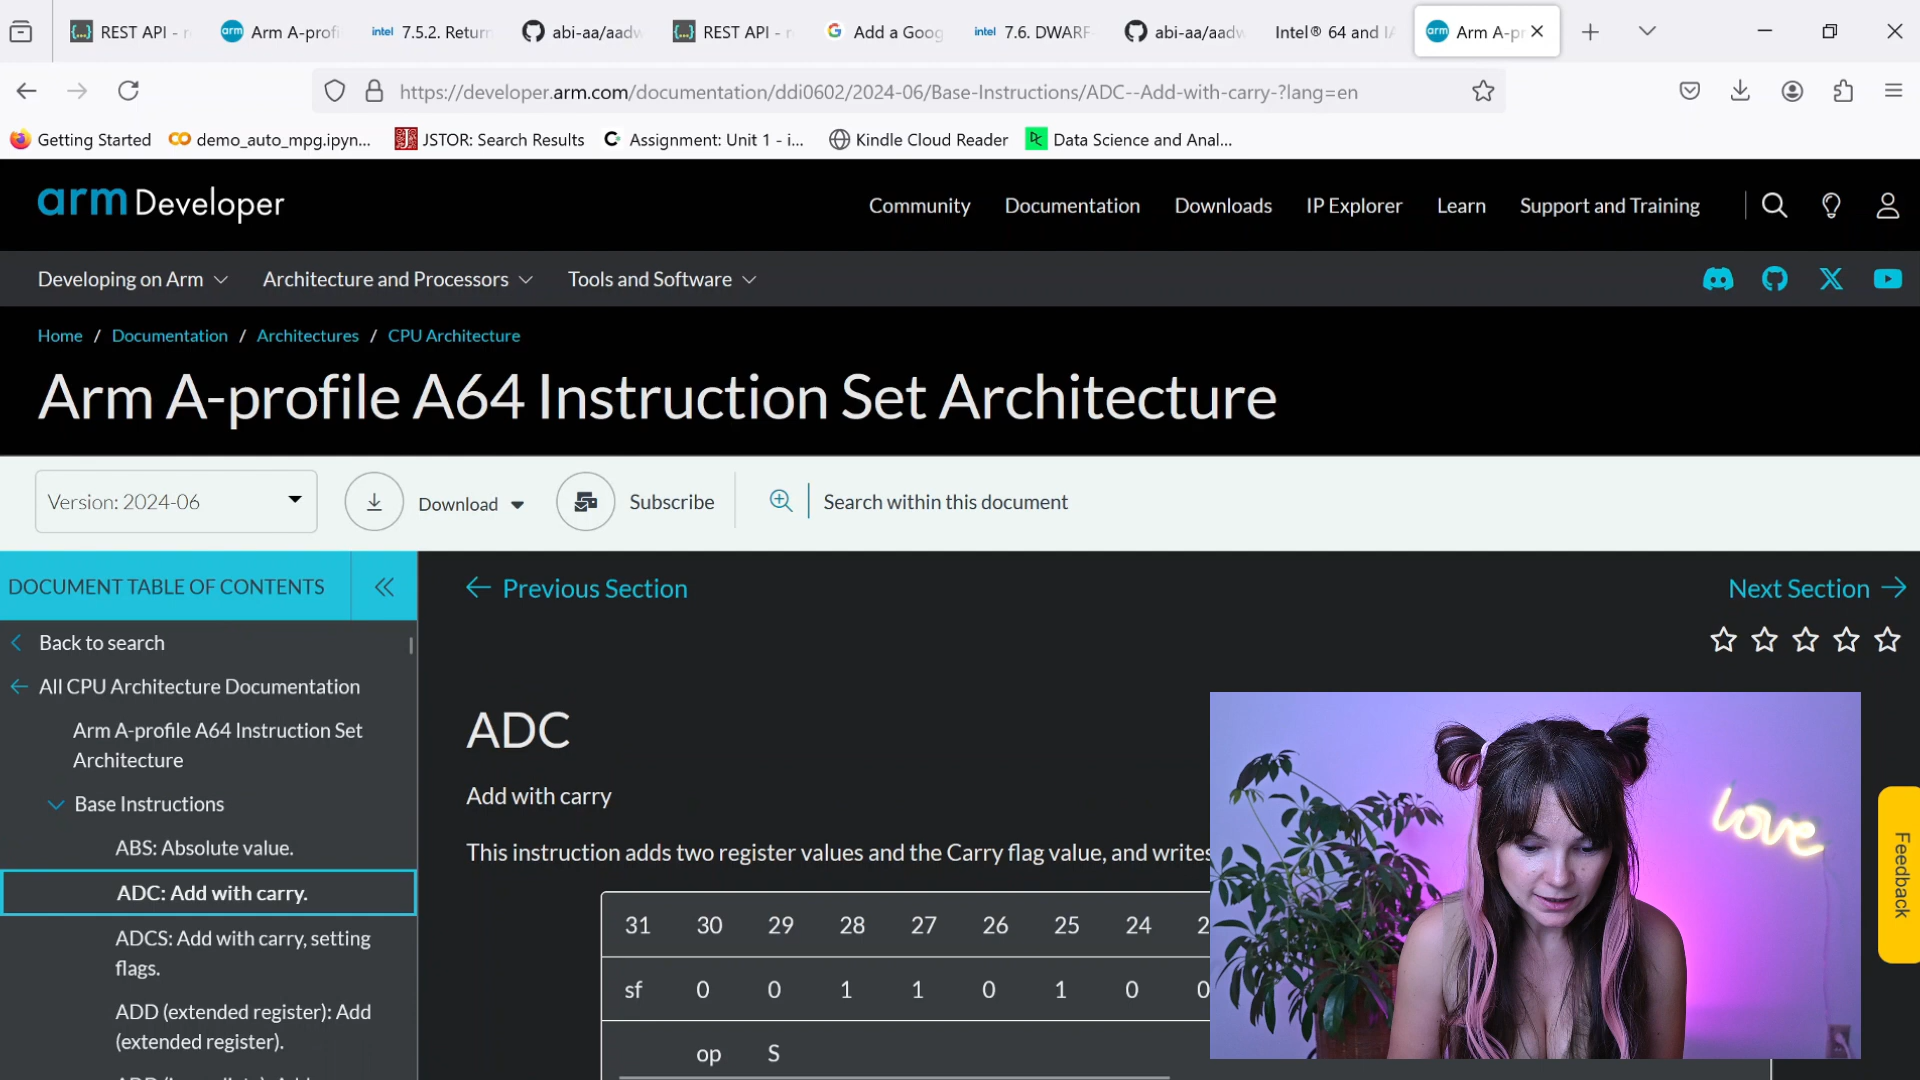 REST API - r
Arm A-profi
intel 7.5.2. Return
abi-aa/aadw
REST API - r
Add a Goog
intel 7.6. DWARF
abi-aa/aadw
Intel® 64 and IA
Arm A-pr
https://developer.arm.com/documentation/ddi0602/2024-06/Base-Instructions/ADC--Add-with-carry-?lang=en
Getting Started
demo_auto_mpg.ipyn...
JSTOR: Search Results
Assignment: Unit 1 - i...
Kindle Cloud Reader
Data Science and Anal...
arm Developer
Community
Documentation
Downloads
IP Explorer
Learn
Support and Training
Developing on Arm
Architecture and Processors
Tools and Software
Home / Documentation / Architectures / CPU Architecture
Arm A-profile A64 Instruction Set Architecture
Version: 2024-06
Download
Subscribe
Search within this document
DOCUMENT TABLE OF CONTENTS
Back to search
All CPU Architecture Documentation
Arm A-profile A64 Instruction Set
Architecture
Base Instructions
ABS: Absolute value.
ADC: Add with carry.
ADCS: Add with carry, setting
flags.
ADD (extended register): Add
(extended register).
Previous Section
Next Section
ADC
Add with carry
This instruction adds two register values and the Carry flag value, and writes
31 30 29 28 27 26 25 24 2
sf 0 0 1 1 0 1 0 0
op S
love
Feedback